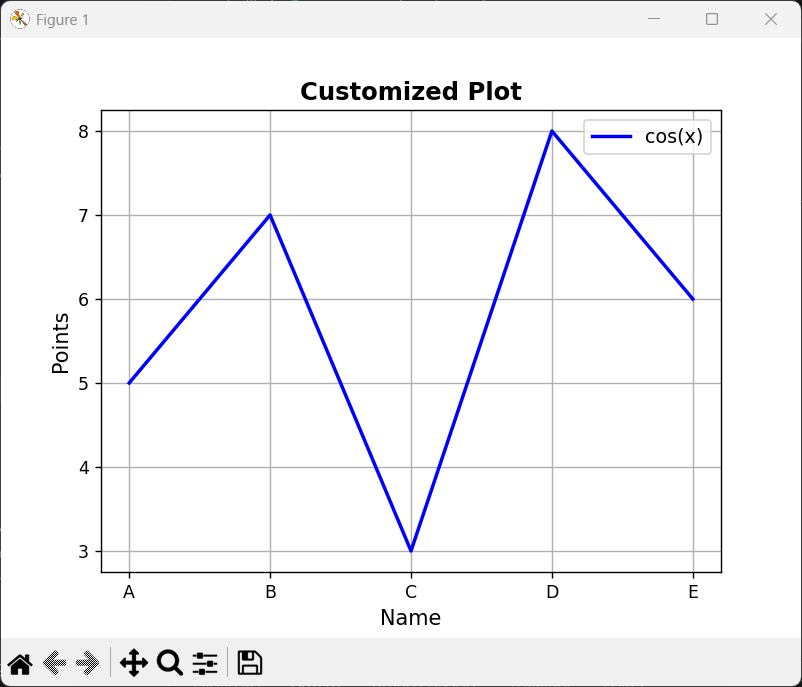 Figure 1
Customized Plot
cos(x)
8
7
6
5
4
3
Points
A B C D E
Name